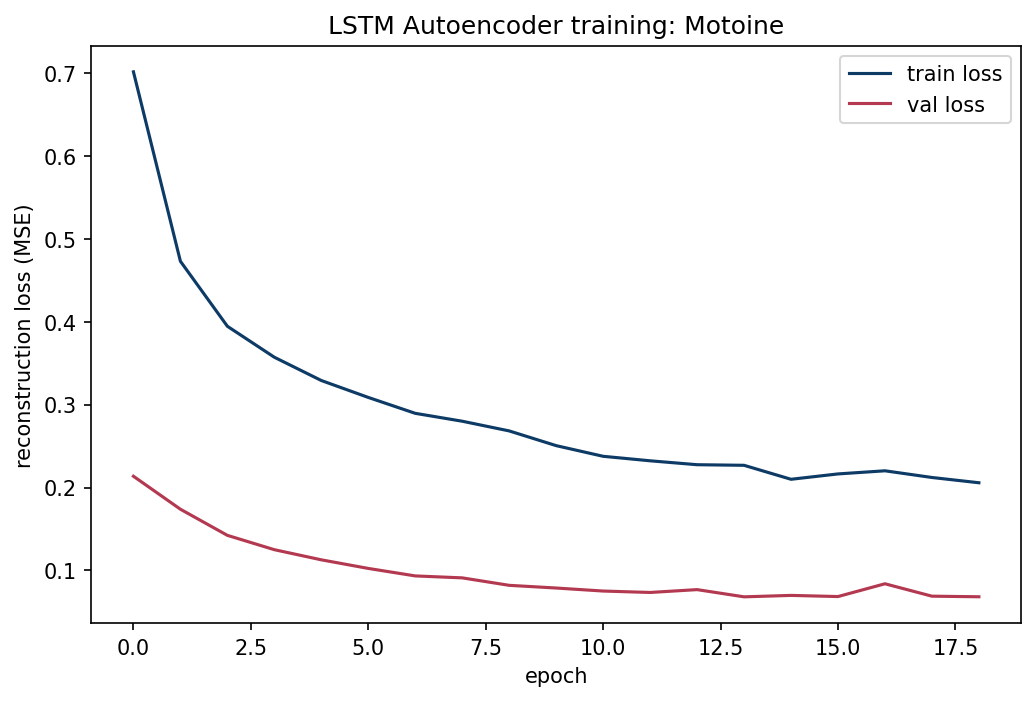 LSTM Autoencoder training: Motoine
train loss
val loss
reconstruction loss (MSE)
0.7
0.6
0.5
0.4
0.3
0.2
0.1
0.0 2.5 5.0 7.5 10.0 12.5 15.0 17.5
epoch